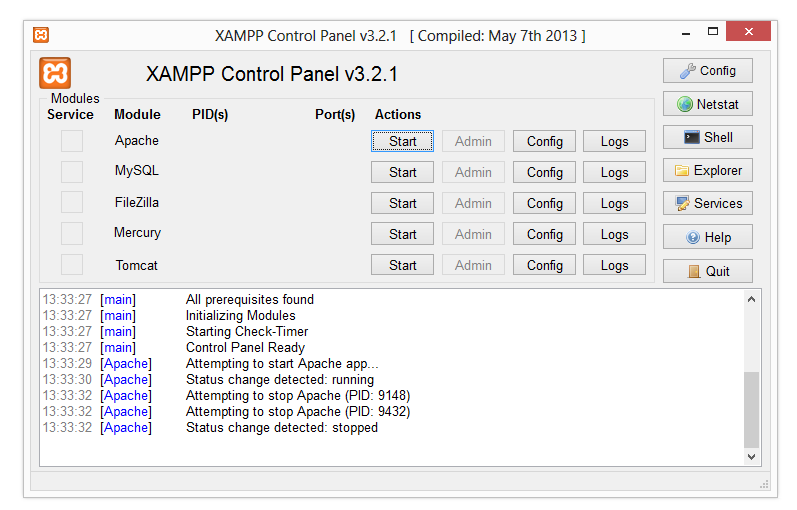 XAMPP Control Panel v3.2.1 [ Compiled: May 7th 2013 ]
XAMPP Control Panel v3.2.1
Config
Netstat
Shell
Explorer
Services
Help
Quit
Modules
Service Module PID(s) Port(s) Actions
Apache Start Admin Config Logs
MySQL Start Admin Config Logs
FileZilla Start Admin Config Logs
Mercury Start Admin Config Logs
Tomcat Start Admin Config Logs
13:33:27 [main] All prerequisites found
13:33:27 [main] Initializing Modules
13:33:27 [main] Starting Check-Timer
13:33:27 [main] Control Panel Ready
13:33:29 [Apache] Attempting to start Apache app...
13:33:30 [Apache] Status change detected: running
13:33:32 [Apache] Attempting to stop Apache (PID: 9148)
13:33:32 [Apache] Attempting to stop Apache (PID: 9432)
13:33:32 [Apache] Status change detected: stopped